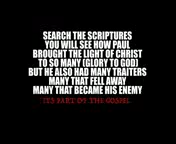 SEARCH THE SCRIPTURES
YOU WILL SEE HOW PAUL
BROUGHT THE LIGHT OF CHRIST
TO SO MANY (GLORY TO GOD)
BUT HE ALSO HAD MANY TRAITERS
MANY THAT FELL AWAY
MANY THAT BECAME HIS ENEMY
ITS PART OF THE GOSPEL